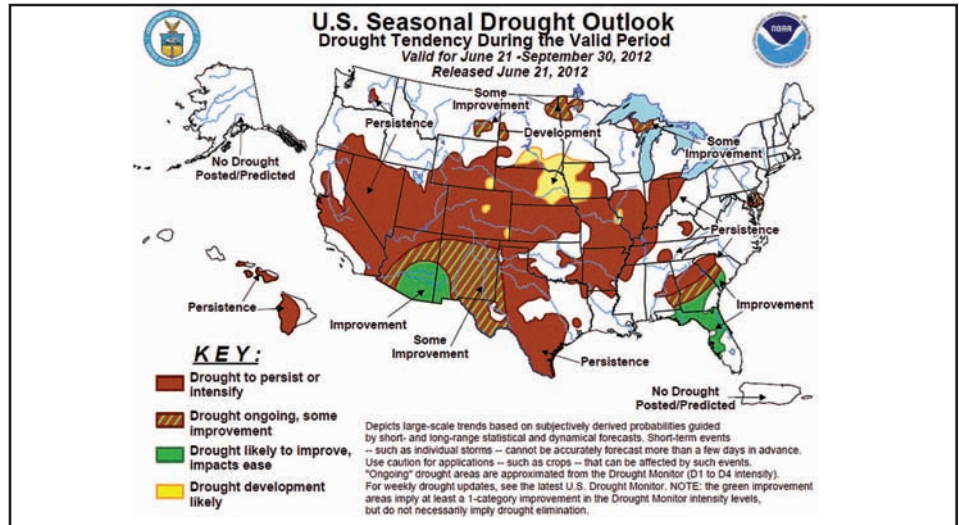 U.S. Seasonal Drought Outlook
Drought Tendency During the Valid Period
Valid for June 21 -September 30, 2012
Released June 21, 2012
NOAA
Some
Improvement
Persistence
Development
No Drought
Posted/Predicted
Some
Improvement
Persistence
Persistence
Improvement
Improvement
Some
Improvement
Persistence
No Drought
Posted/Predicted
KEY:
Drought to persist or
intensify
Drought ongoing, some
improvement
Drought likely to improve,
impacts ease
Drought development
likely
Depicts large-scale trends based on subjectively derived probabilities guided
by short- and long-range statistical and dynamical forecasts. Short-term events
-- such as individual storms -- cannot be accurately forecast more than a few days in advance.
Use caution for applications -- such as crops -- that can be affected by such events.
"Ongoing" drought areas are approximated from the Drought Monitor (D1 to D4 intensity).
For weekly drought updates, see the latest U.S. Drought Monitor. NOTE: the green improvement
areas imply at least a 1-category improvement in the Drought Monitor intensity levels,
but do not necessarily imply drought elimination.